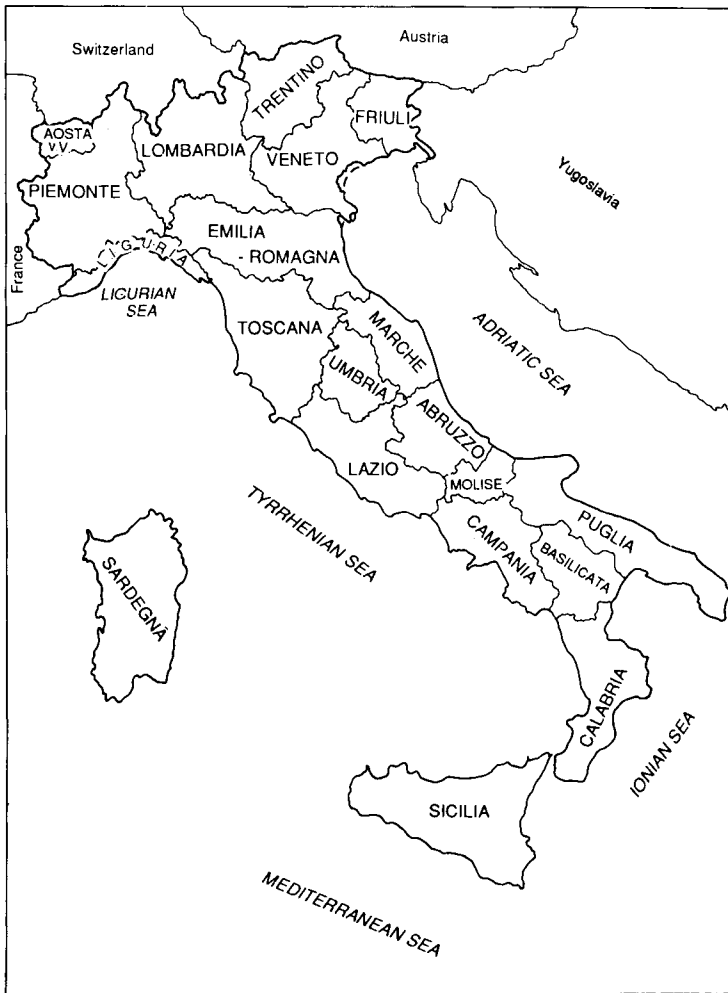 Switzerland
Austria
TRENTINO
FRIULI
AOSTA
V.V.
LOMBARDIA
VENETO
PIEMONTE
Yugoslavia
EMILIA
- ROMAGNA
France
LIGURIA
LIGURIAN
SEA
TOSCANA
MARCHE
ADRIATIC SEA
UMBRIA
ABRUZZO
LAZIO
MOLISE
TYRRHENIAN SEA
CAMPANIA
PUGLIA
BASILICATA
SARDEGNA
CALABRIA
IONIAN SEA
SICILIA
MEDITERRANEAN SEA